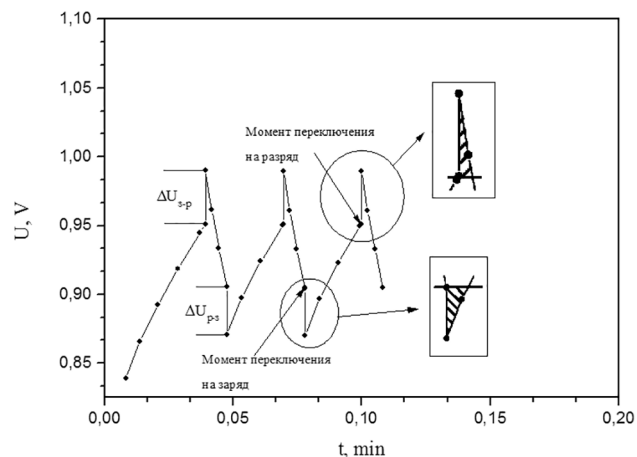 1,10
1,05
1,00
0,95
0,90
0,85
U, V
Момент переключения
на разряд
ΔUз-р
ΔUр-з
Момент переключения
на заряд
0,00 0,05 0,10 0,15 0,20
t, min